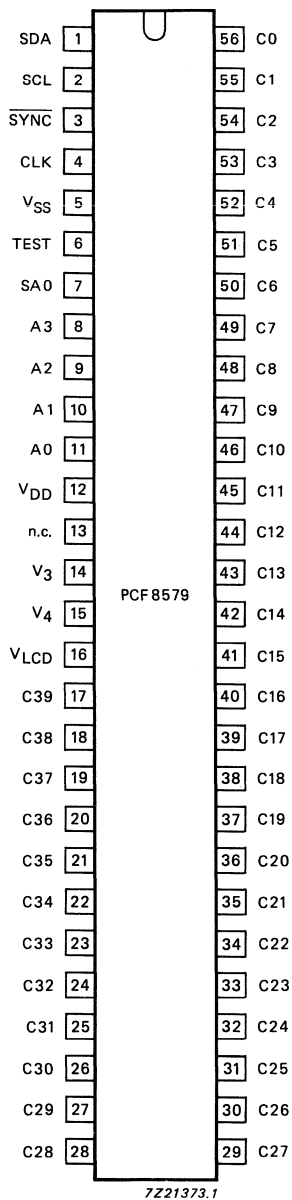 SDA 1 56 C0
SCL 2 55 C1
S̅Y̅N̅C̅ 3 54 C2
CLK 4 53 C3
VSS 5 52 C4
TEST 6 51 C5
SA0 7 50 C6
A3 8 49 C7
A2 9 48 C8
A1 10 47 C9
A0 11 46 C10
VDD 12 45 C11
n.c. 13 44 C12
V3 14 43 C13
PCF8579
V4 15 42 C14
VLCD 16 41 C15
C39 17 40 C16
C38 18 39 C17
C37 19 38 C18
C36 20 37 C19
C35 21 36 C20
C34 22 35 C21
C33 23 34 C22
C32 24 33 C23
C31 25 32 C24
C30 26 31 C25
C29 27 30 C26
C28 28 29 C27
7Z21373.1